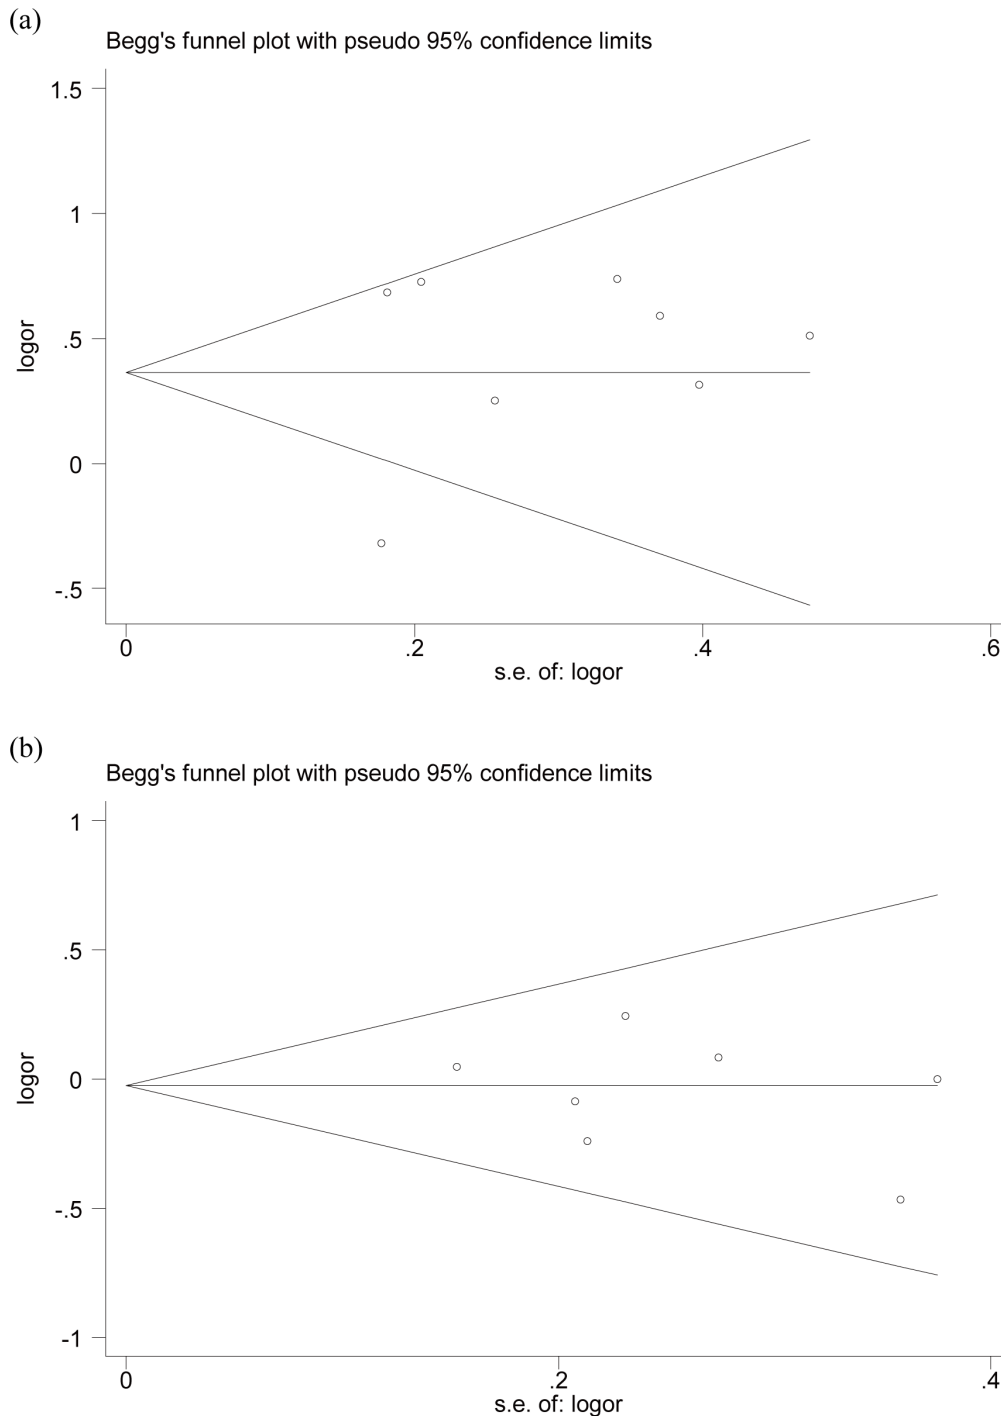 (a)
Begg's funnel plot with pseudo 95% confidence limits
1.5
1
.5
0
-.5
logor
0 .2 .4 .6
s.e. of: logor
(b)
Begg's funnel plot with pseudo 95% confidence limits
1
.5
0
-.5
-1
logor
0 .2 .4
s.e. of: logor